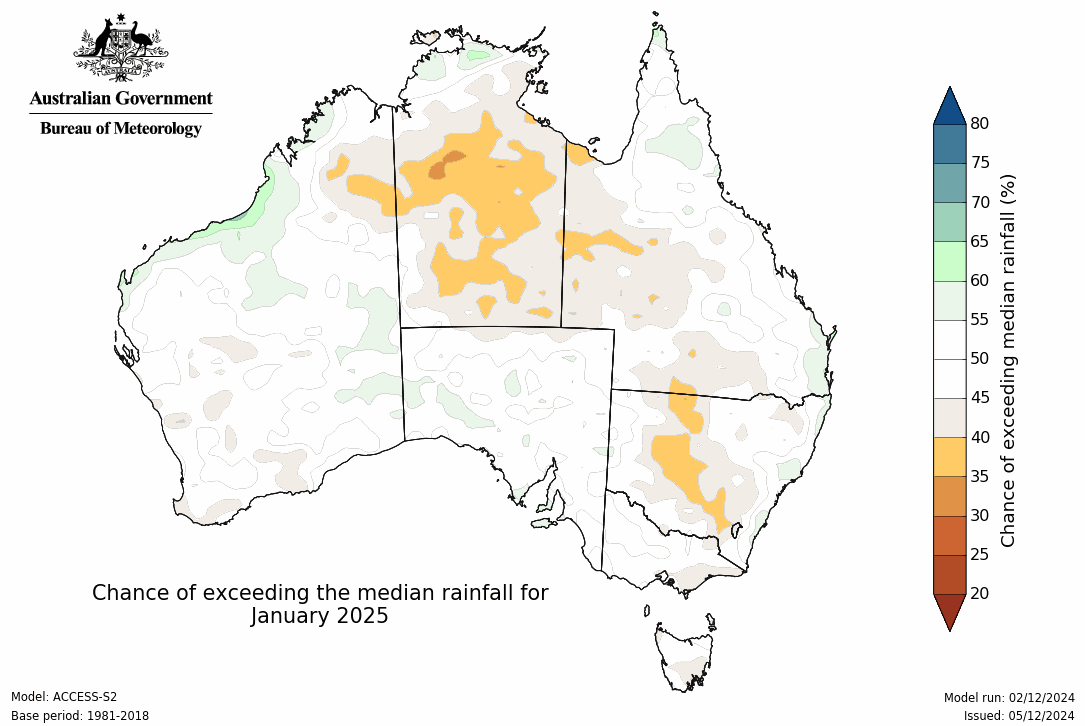 Australian Government
Bureau of Meteorology
80
75
70
65
60
55
50
45
40
35
30
25
20
Chance of exceeding median rainfall (%)
Chance of exceeding the median rainfall for
January 2025
Model: ACCESS-S2
Base period: 1981-2018
Model run: 02/12/2024
Issued: 05/12/2024